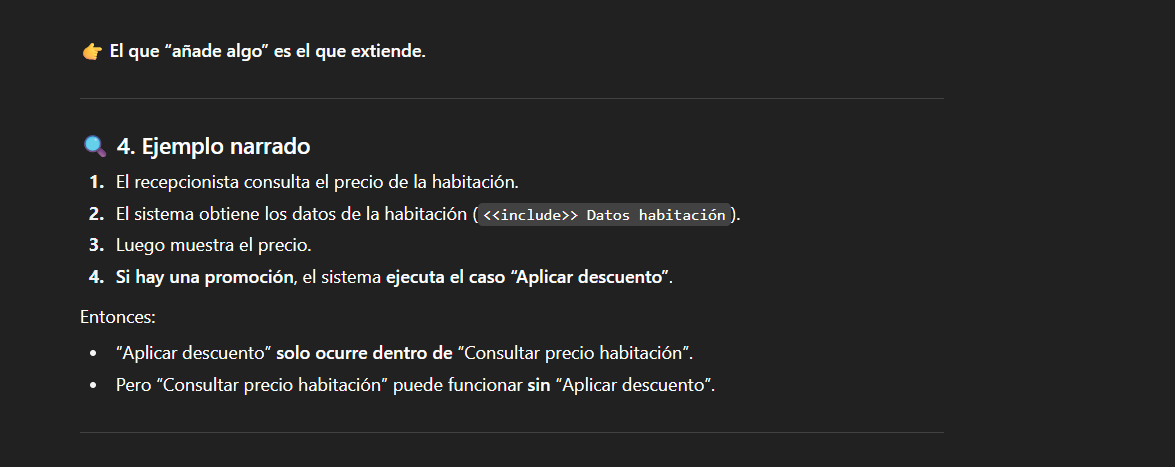 👉 El que “añade algo” es el que extiende.
🔍 4. Ejemplo narrado
1. El recepcionista consulta el precio de la habitación.
2. El sistema obtiene los datos de la habitación (<<include>> Datos habitación).
3. Luego muestra el precio.
4. Si hay una promoción, el sistema ejecuta el caso “Aplicar descuento”.
Entonces:
• “Aplicar descuento” solo ocurre dentro de “Consultar precio habitación”.
• Pero “Consultar precio habitación” puede funcionar sin “Aplicar descuento”.